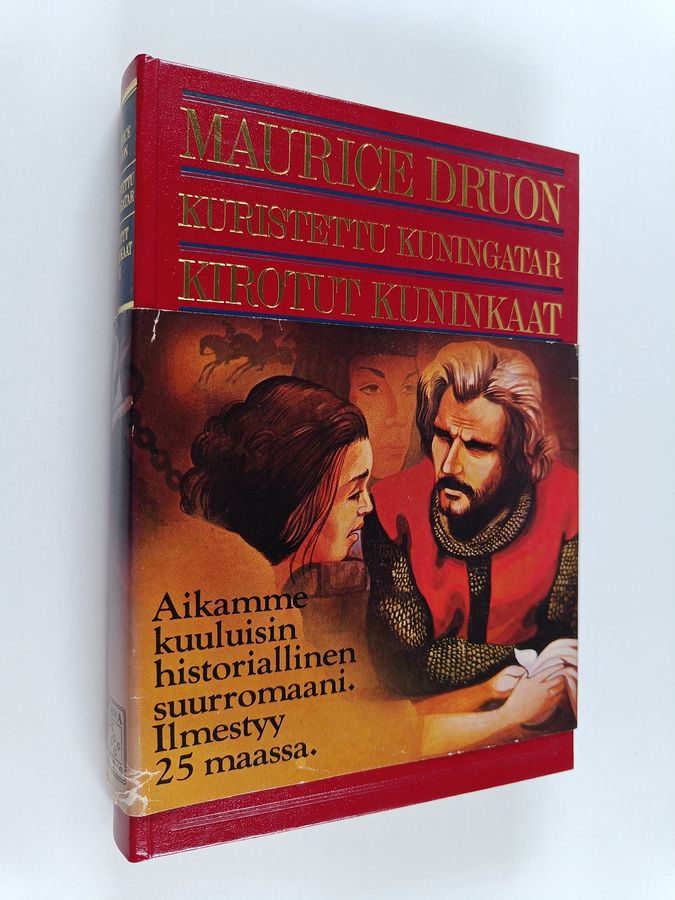 MAURICE DRUON
KURISTETTU KUNINGATAR
KIROTUT KUNINKAAT
Aikamme
kuuluisin
historiallinen
suurromaani.
Ilmestyy
25 maassa.